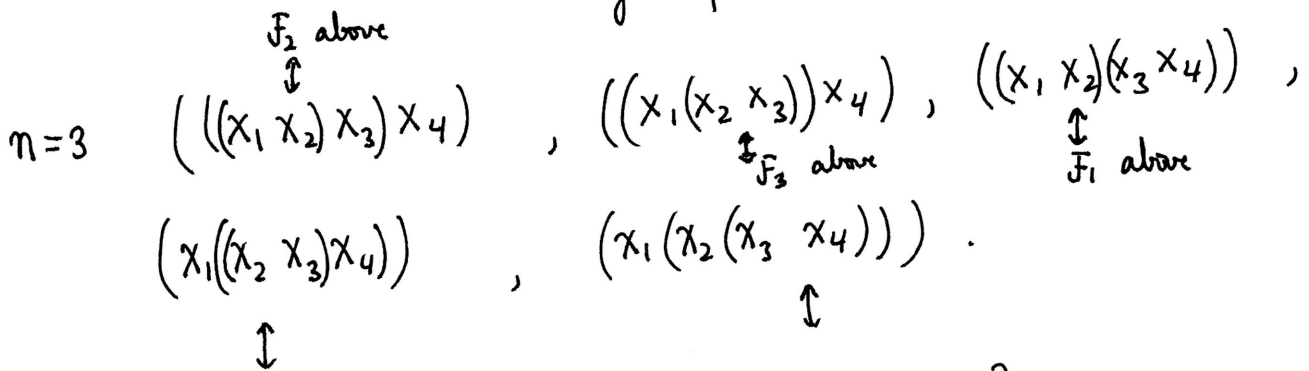 F₂ above
↕
n=3 (((x₁ x₂) x₃) x₄) , ((x₁(x₂ x₃))x₄) , ((x₁ x₂)(x₃ x₄)) ,
↕ F₃ above ↕ F₁ above
(x₁((x₂ x₃)x₄)) , (x₁(x₂(x₃ x₄))) .
↕ ↕